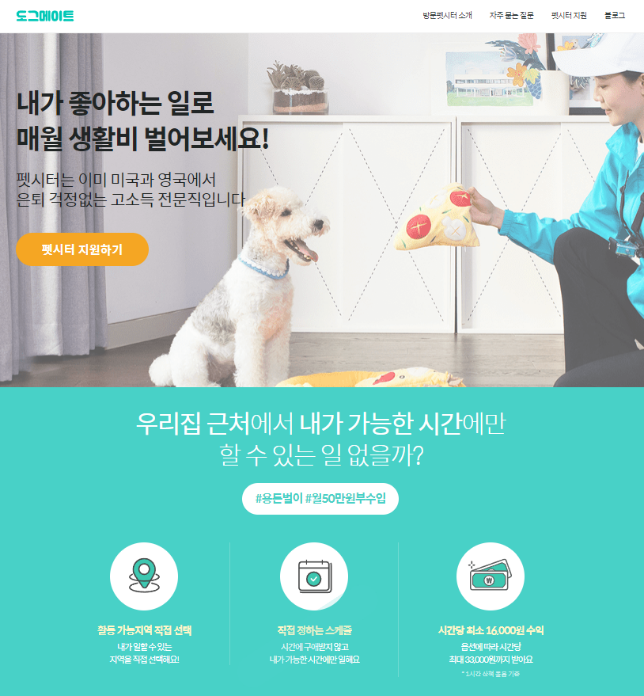 도그메이트
방문펫시터 소개 자주 묻는 질문 펫시터 지원 블로그
내가 좋아하는 일로
매월 생활비 벌어보세요!
펫시터는 이미 미국과 영국에서
은퇴 걱정없는 고소득 전문직입니다
펫시터 지원하기
우리집 근처에서 내가 가능한 시간에만
할 수 있는 일 없을까?
#용돈벌이 #월50만원부수입
활동 가능지역 직접 선택
내가 일할 수 있는
지역을 직접 선택해요!
직접 정하는 스케줄
시간에 구애받지 않고
내가 가능한 시간에만 일해요
시간당 최소 16,000원 수익
옵션에 따라 시간당
최대 33,000원까지 받아요